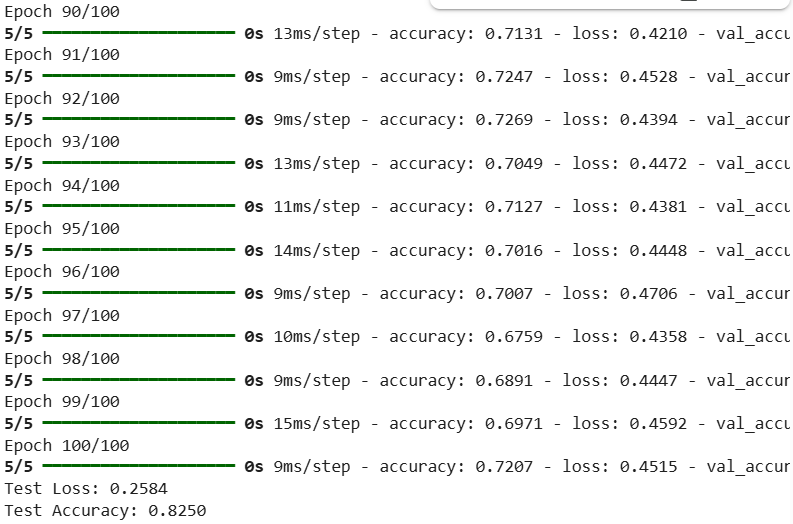 Epoch 90/100
5/5 ━━━━━━━━━━━━━━━━━━━━ 0s 13ms/step - accuracy: 0.7131 - loss: 0.4210 - val_accu
Epoch 91/100
5/5 ━━━━━━━━━━━━━━━━━━━━ 0s 9ms/step - accuracy: 0.7247 - loss: 0.4528 - val_accur
Epoch 92/100
5/5 ━━━━━━━━━━━━━━━━━━━━ 0s 9ms/step - accuracy: 0.7269 - loss: 0.4394 - val_accur
Epoch 93/100
5/5 ━━━━━━━━━━━━━━━━━━━━ 0s 13ms/step - accuracy: 0.7049 - loss: 0.4472 - val_accu
Epoch 94/100
5/5 ━━━━━━━━━━━━━━━━━━━━ 0s 11ms/step - accuracy: 0.7127 - loss: 0.4381 - val_accu
Epoch 95/100
5/5 ━━━━━━━━━━━━━━━━━━━━ 0s 14ms/step - accuracy: 0.7016 - loss: 0.4448 - val_accu
Epoch 96/100
5/5 ━━━━━━━━━━━━━━━━━━━━ 0s 9ms/step - accuracy: 0.7007 - loss: 0.4706 - val_accur
Epoch 97/100
5/5 ━━━━━━━━━━━━━━━━━━━━ 0s 10ms/step - accuracy: 0.6759 - loss: 0.4358 - val_accu
Epoch 98/100
5/5 ━━━━━━━━━━━━━━━━━━━━ 0s 9ms/step - accuracy: 0.6891 - loss: 0.4447 - val_accur
Epoch 99/100
5/5 ━━━━━━━━━━━━━━━━━━━━ 0s 15ms/step - accuracy: 0.6971 - loss: 0.4592 - val_accu
Epoch 100/100
5/5 ━━━━━━━━━━━━━━━━━━━━ 0s 9ms/step - accuracy: 0.7207 - loss: 0.4515 - val_accur
Test Loss: 0.2584
Test Accuracy: 0.8250